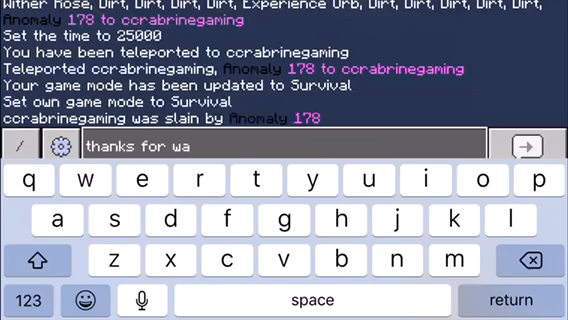 Wither Rose, Dirt, Dirt, Dirt, Dirt, Experience Orb, Dirt, Dirt, Dirt, Dirt, Dirt,
Anomaly 178 to ccrabrinegaming
Set the time to 25000
You have been teleported to ccrabrinegaming
Teleported ccrabrinegaming, Anomaly 178 to ccrabrinegaming
Your game mode has been updated to Survival
Set own game mode to Survival
ccrabrinegaming was slain by Anomaly 178
/ thanks for wa
q w e r t y u i o p
a s d f g h j k l
z x c v b n m
123 space return